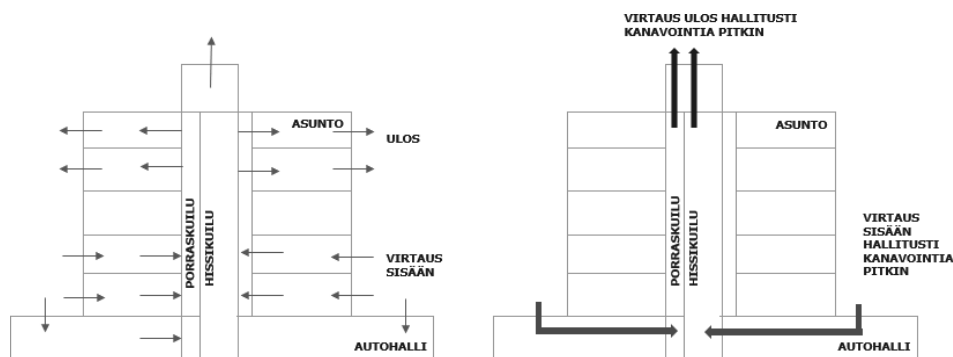 ASUNTO
ULOS
PORRASKUILU
HISSIKUILU
VIRTAUS
SISÄÄN
AUTOHALLI
VIRTAUS ULOS HALLITUSTI
KANAVOINTIA PITKIN
ASUNTO
PORRASKUILU
HISSIKUILU
VIRTAUS
SISÄÄN
HALLITUSTI
KANAVOINTIA
PITKIN
AUTOHALLI